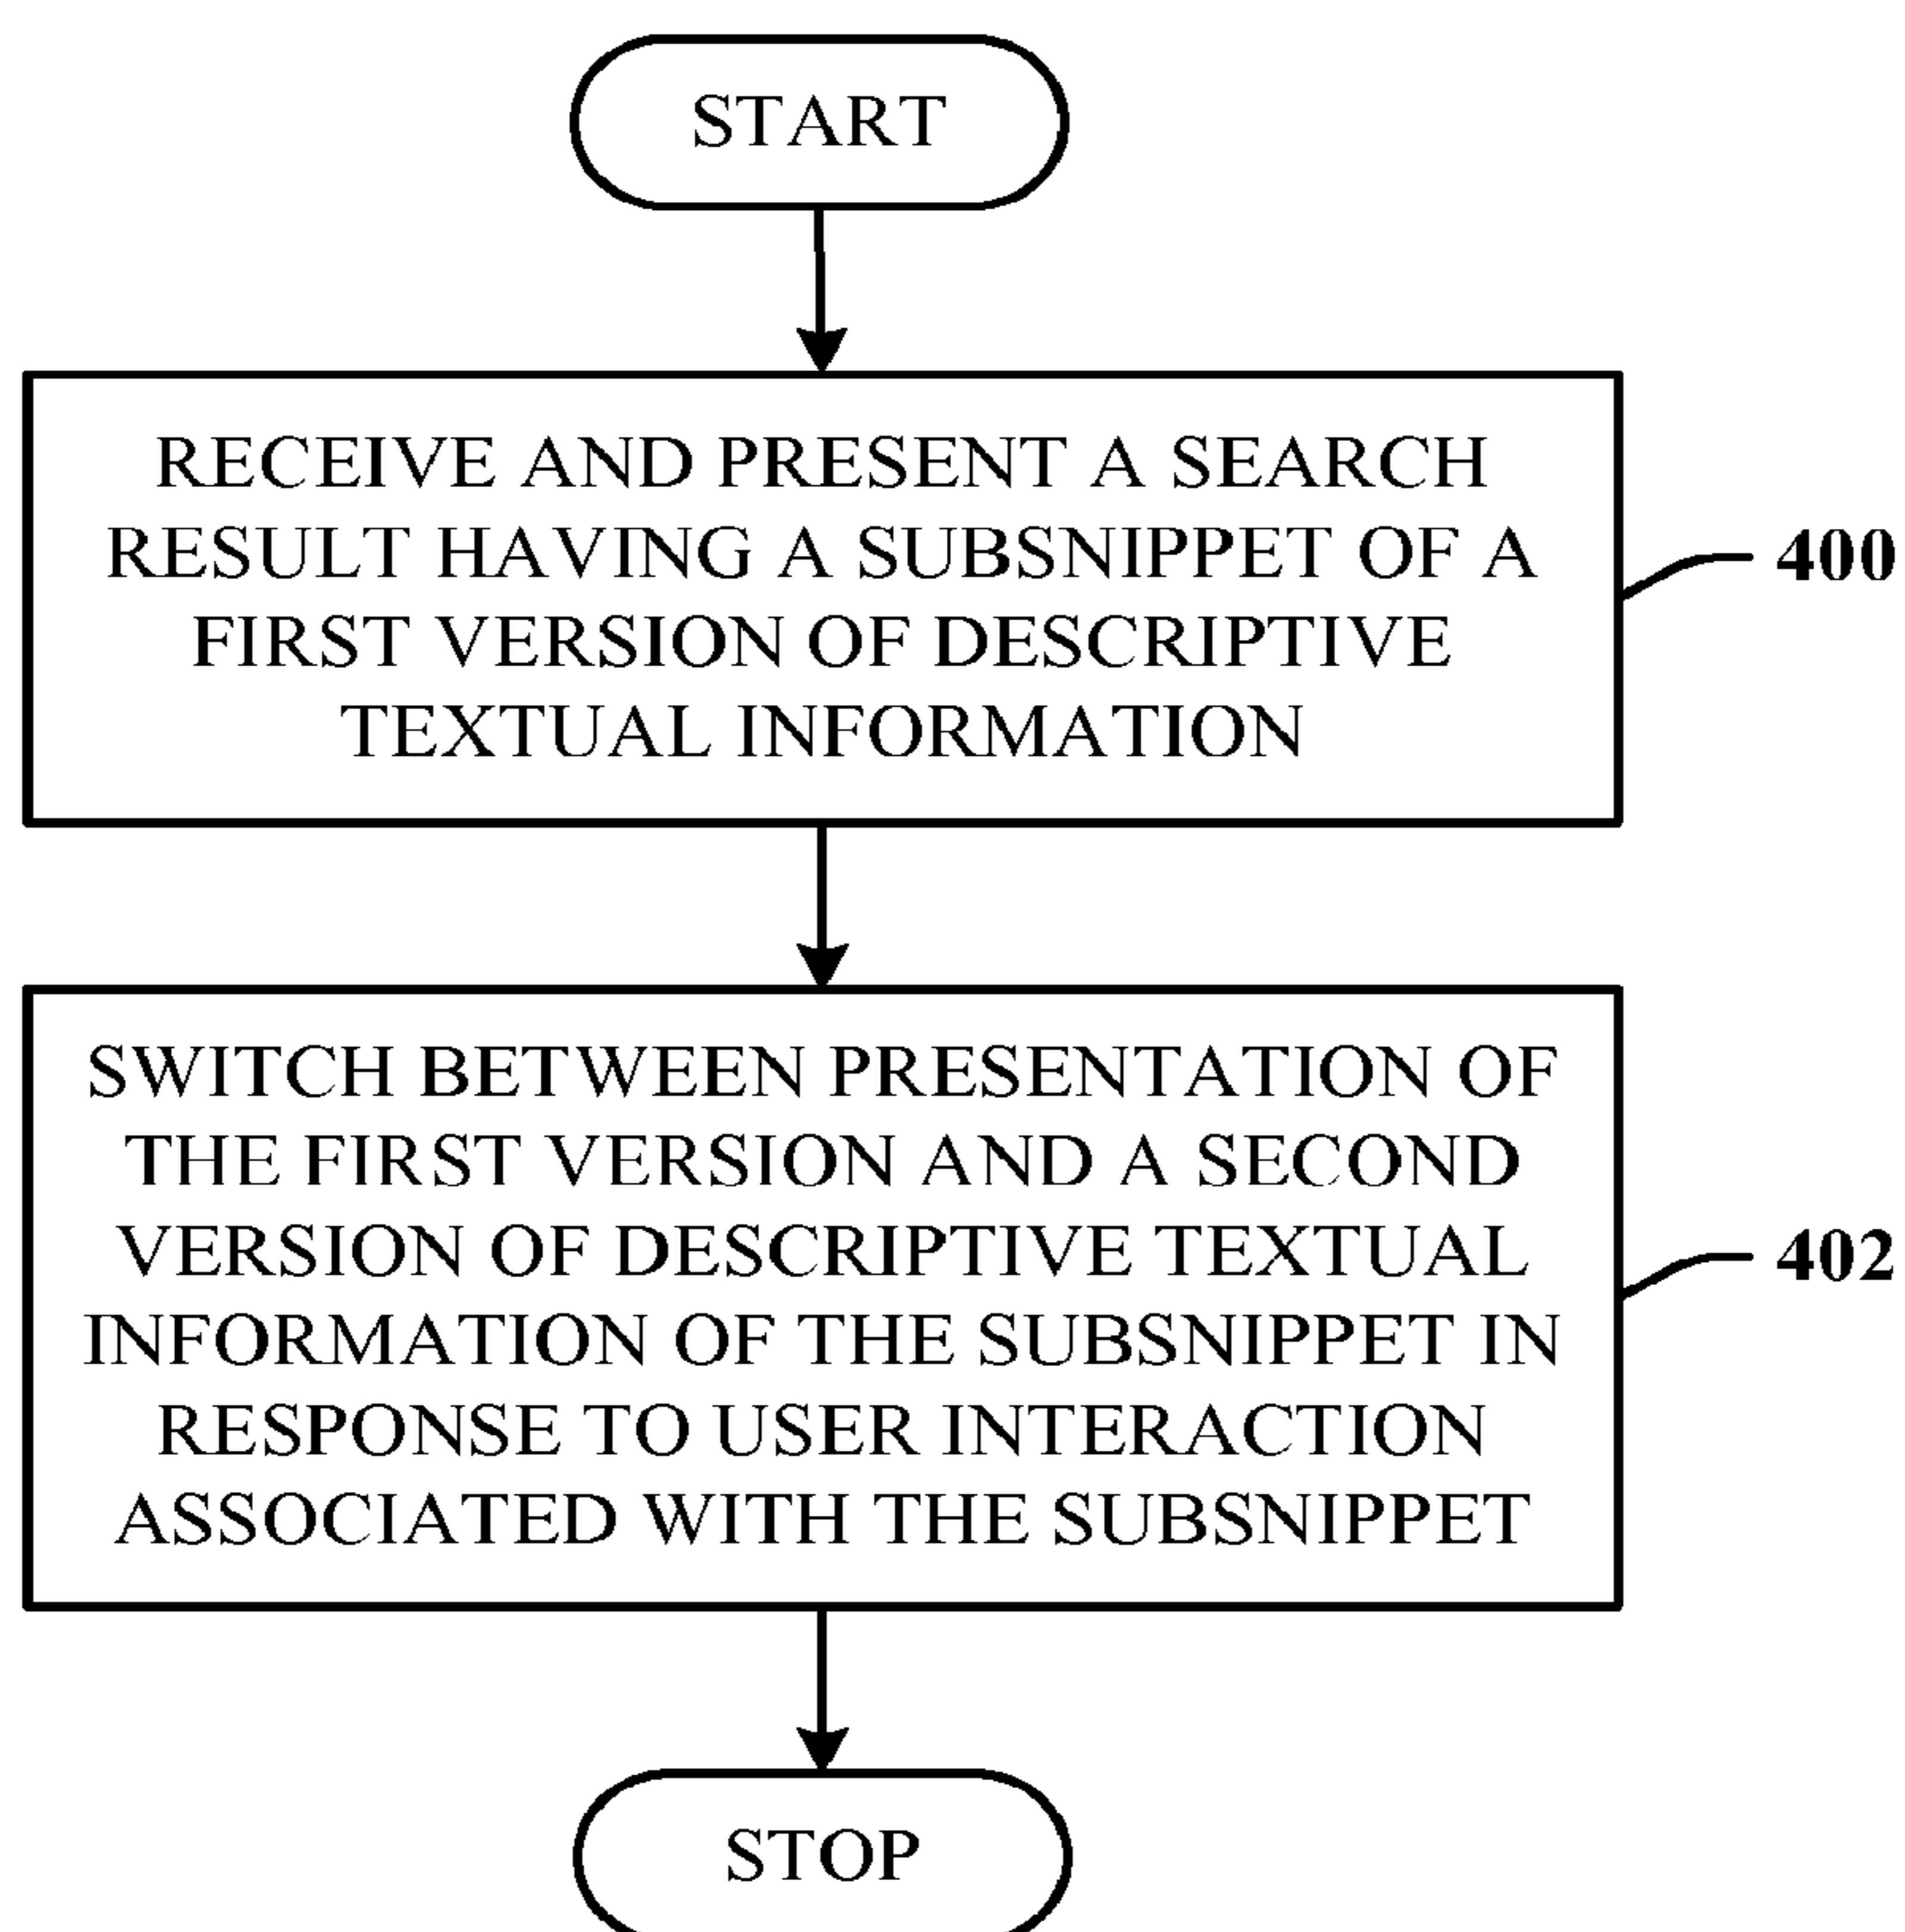 START
RECEIVE AND PRESENT A SEARCH
RESULT HAVING A SUBSNIPPET OF A
FIRST VERSION OF DESCRIPTIVE
TEXTUAL INFORMATION
400
SWITCH BETWEEN PRESENTATION OF
THE FIRST VERSION AND A SECOND
VERSION OF DESCRIPTIVE TEXTUAL
INFORMATION OF THE SUBSNIPPET IN
RESPONSE TO USER INTERACTION
ASSOCIATED WITH THE SUBSNIPPET
402
STOP